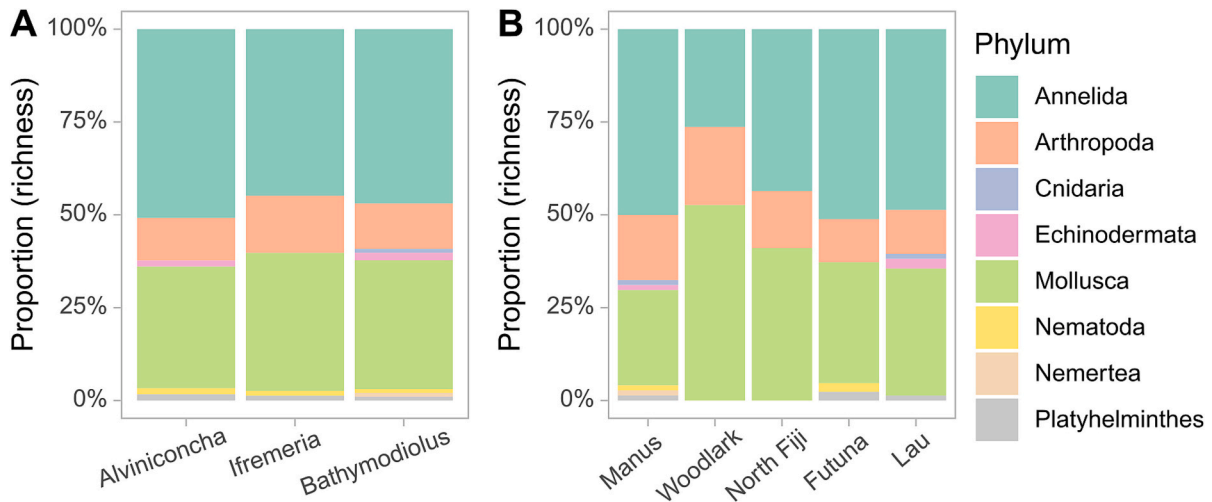 A
Proportion (richness)
100%
75%
50%
25%
0%
Alviniconcha
Ifremeria
Bathymodiolus
B
Proportion (richness)
100%
75%
50%
25%
0%
Manus
Woodlark
North Fiji
Futuna
Lau
Phylum
Annelida
Arthropoda
Cnidaria
Echinodermata
Mollusca
Nematoda
Nemertea
Platyhelminthes